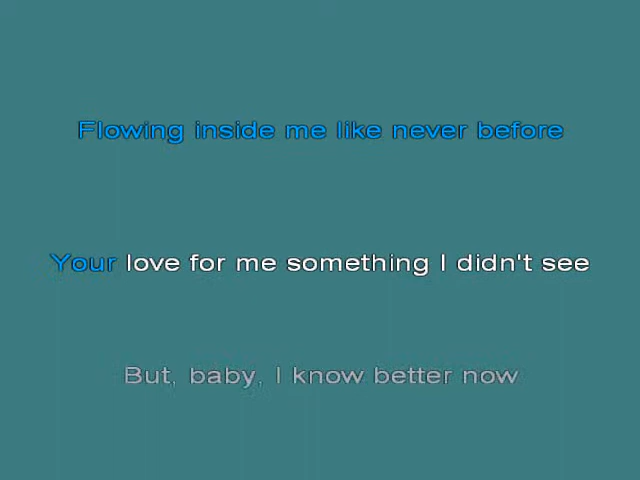 Flowing inside me like never before
Your love for me something I didn't see
But, baby, I know better now